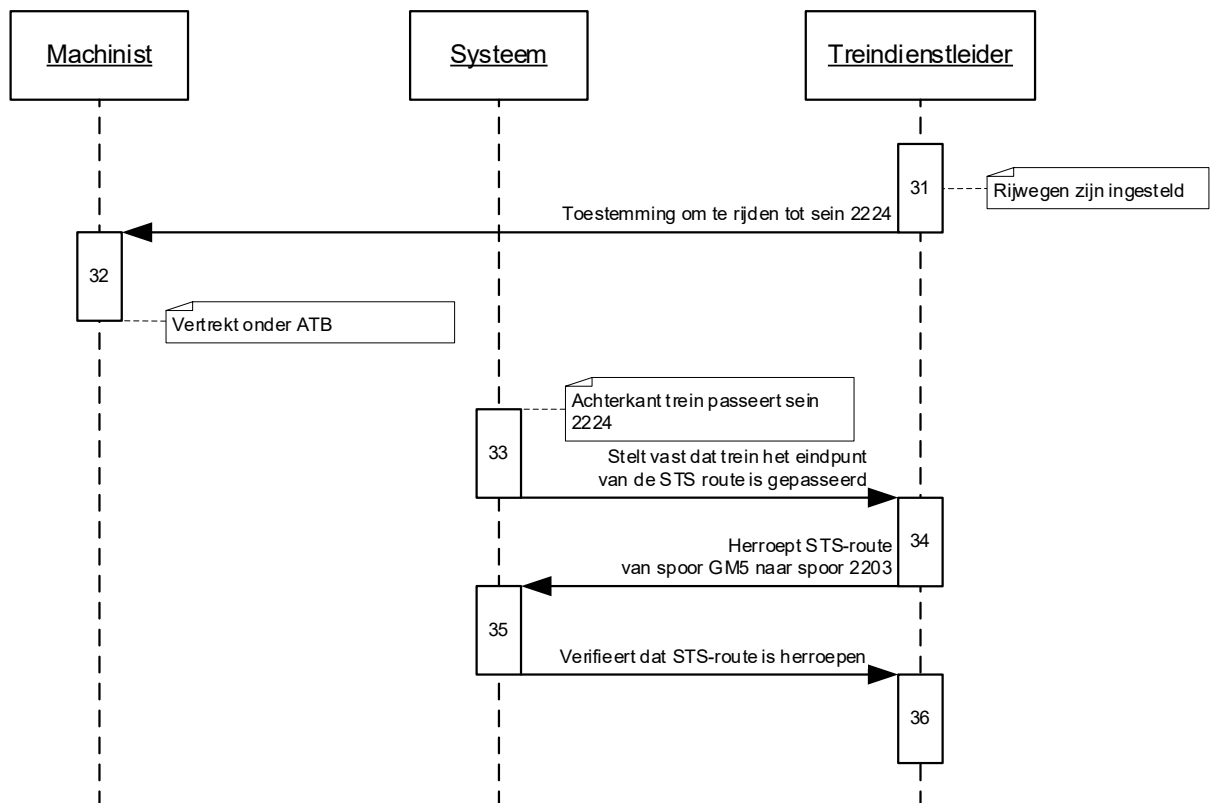 Machinist
Systeem
Treindienstleider
31
Rijwegen zijn ingesteld
Toestemming om te rijden tot sein 2224
32
Vertrekt onder ATB
Achterkant trein passeert sein
2224
33
Stelt vast dat trein het eindpunt
van de STS route is gepasseerd
34
Herroept STS-route
van spoor GM5 naar spoor 2203
35
Verifieert dat STS-route is herroepen
36